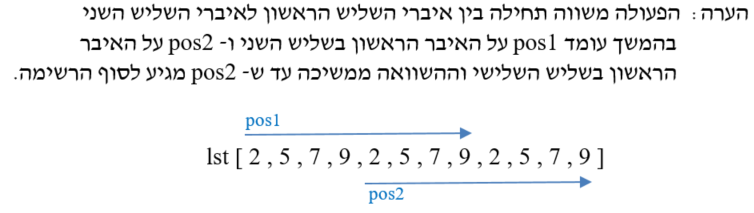 הערה: הפעולה משווה תחילה בין איברי השליש הראשון לאיברי השליש השני
בהמשך עומד pos1 על האיבר הראשון בשליש השני ו- pos2 על האיבר
הראשון בשליש השלישי וההשוואה ממשיכה עד ש- pos2 מגיע לסוף הרשימה.
pos1
lst [ 2 , 5 , 7 , 9 , 2 , 5 , 7 , 9 , 2 , 5 , 7 , 9 ]
pos2